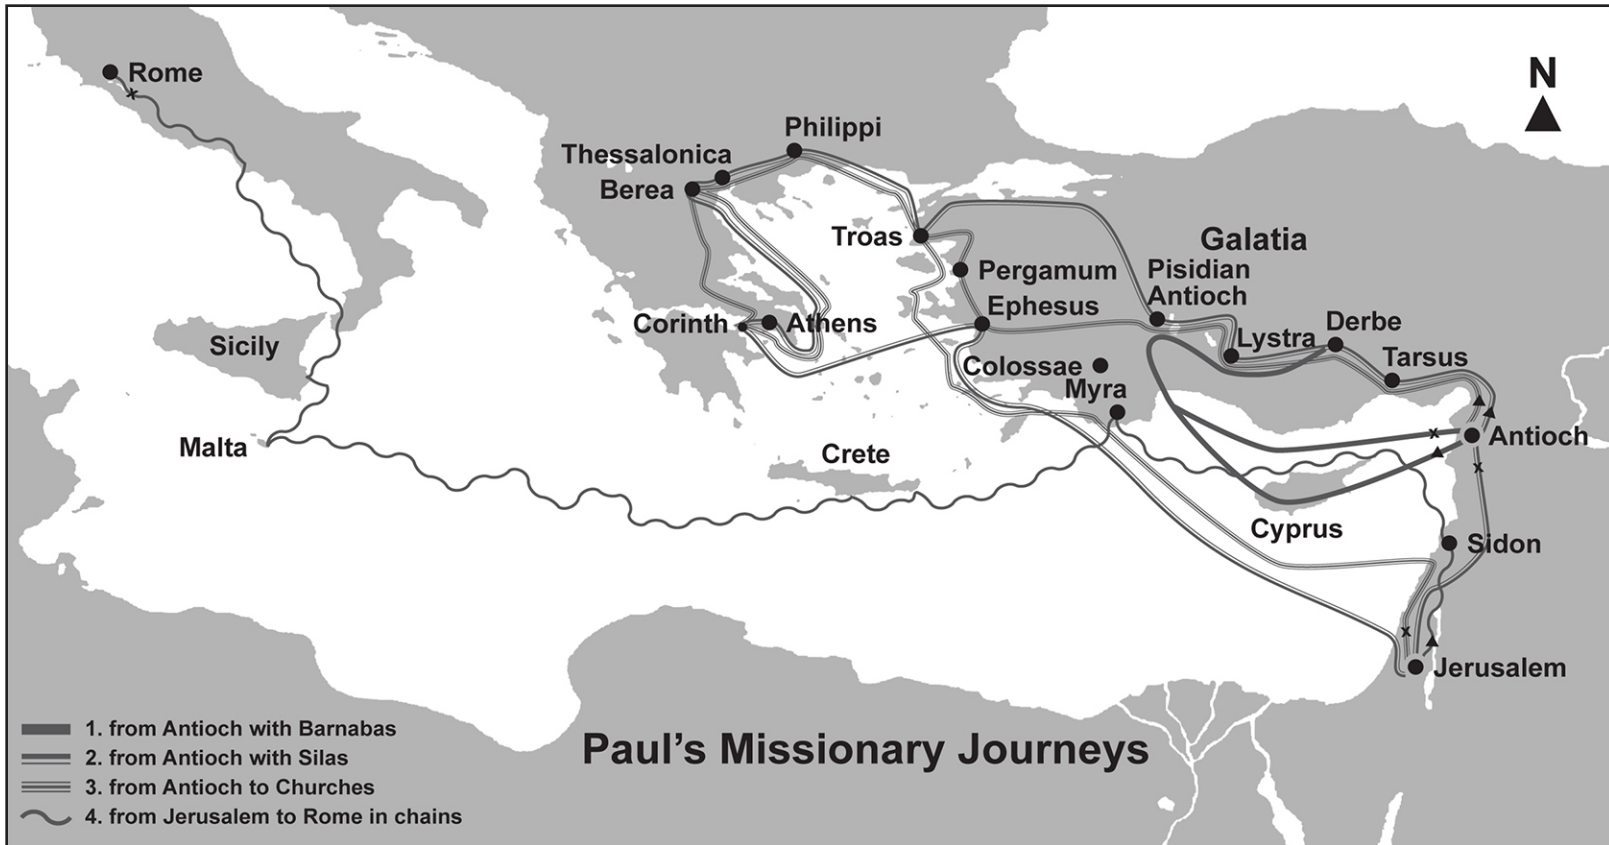 Rome
N
Philippi
Thessalonica
Berea
Troas
Galatia
Pergamum
Pisidian
Antioch
Ephesus
Corinth
Athens
Sicily
Lystra
Derbe
Colossae
Tarsus
Myra
Malta
Crete
Antioch
Cyprus
Sidon
Jerusalem
x
x
x
x
1. from Antioch with Barnabas
2. from Antioch with Silas
3. from Antioch to Churches
4. from Jerusalem to Rome in chains
Paul's Missionary Journeys